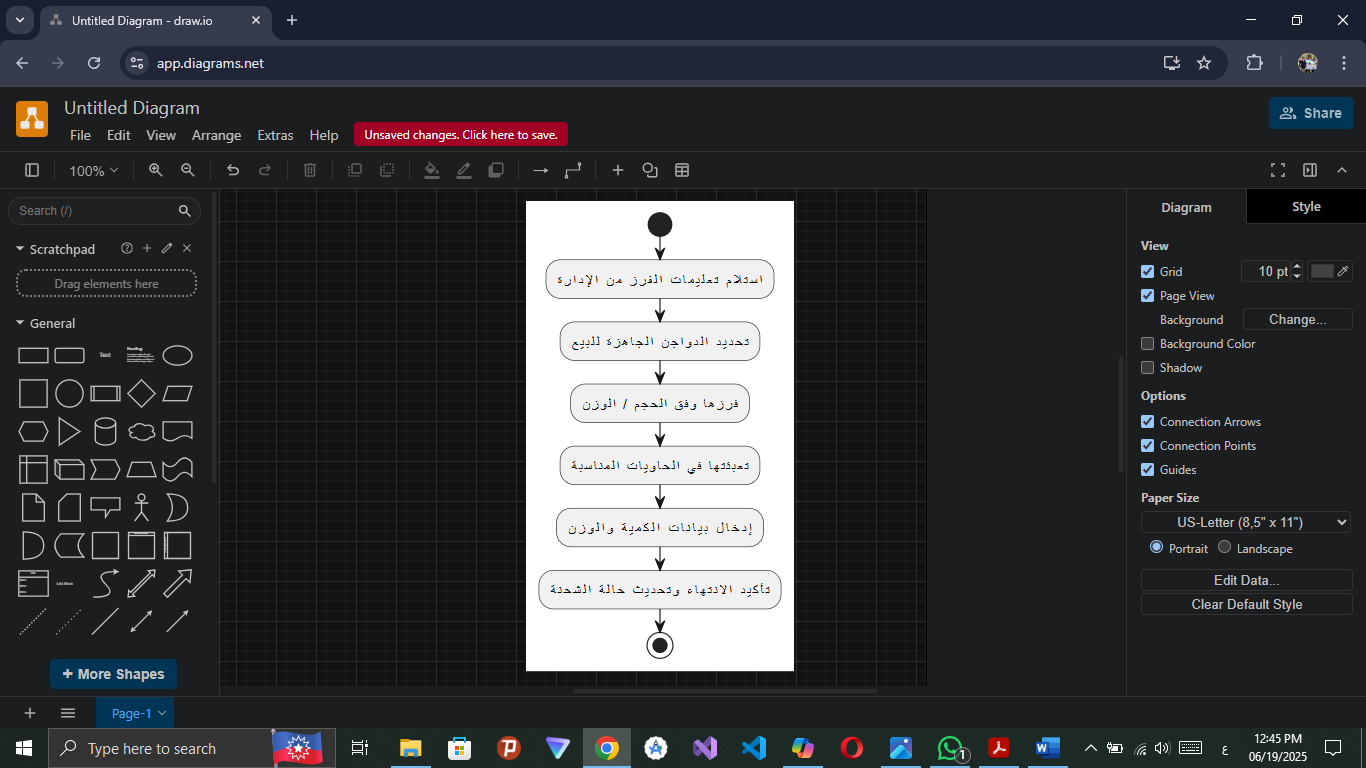 Untitled Diagram - draw.io
app.diagrams.net
Untitled Diagram
File Edit View Arrange Extras Help Unsaved changes. Click here to save.
Share
100%
Search (/)
Scratchpad
Drag elements here
General
Text
Heading
List Item
+ More Shapes
استلام تعليمات الفرز من الإدارة
تحديد الدواجن الجاهزة للبيع
فرزها وفق الحجم / الوزن
تعبئتها في الحاويات المناسبة
إدخال بيانات الكمية والوزن
تأكيد الانتهاء وتحديث حالة الشحنة
Diagram Style
View
Grid 10 pt
Page View
Background Change...
Background Color
Shadow
Options
Connection Arrows
Connection Points
Guides
Paper Size
US-Letter (8,5" x 11")
Portrait Landscape
Edit Data...
Clear Default Style
Page-1
Type here to search
1
ع
12:45 PM
06/19/2025